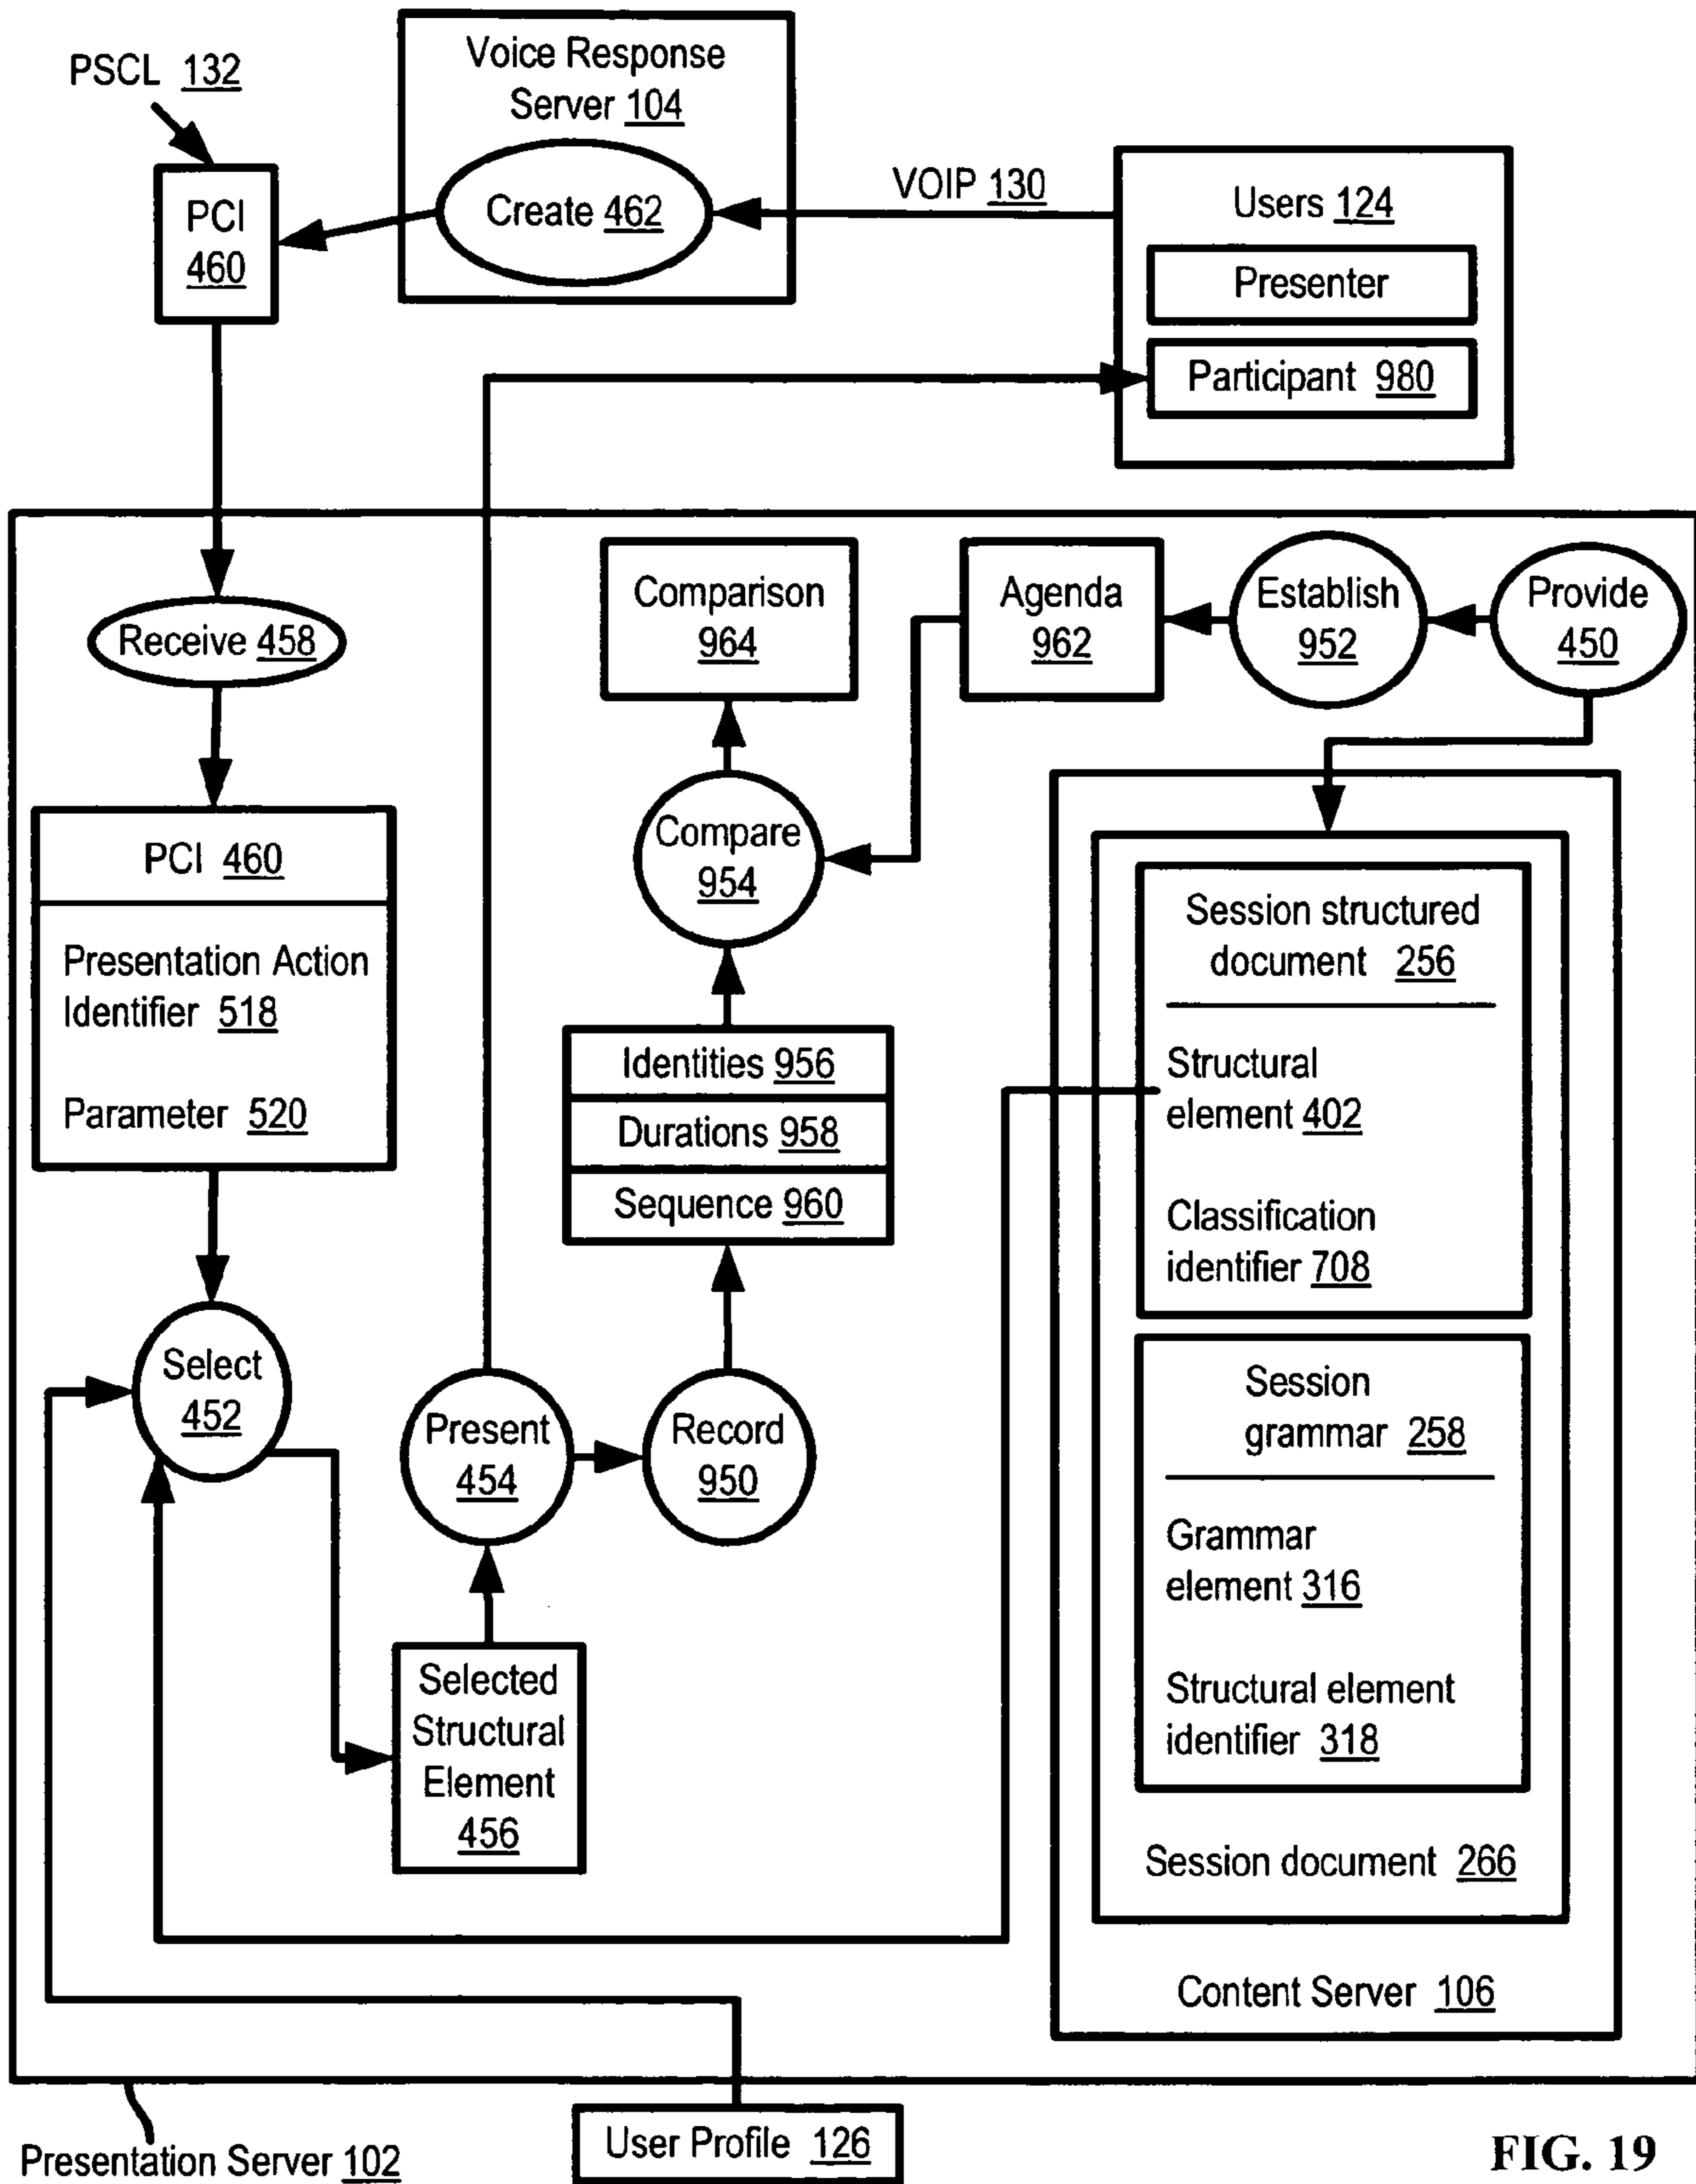 PSCL 132
Voice Response
Server 104
Create 462
VOIP 130
PCI
460
Users 124
Presenter
Participant 980
Receive 458
Comparison
964
Agenda
962
Establish
952
Provide
450
PCI 460
Presentation Action
Identifier 518
Parameter 520
Compare
954
Identities 956
Durations 958
Sequence 960
Session structured
document 256
Structural
element 402
Classification
identifier 708
Select
452
Present
454
Record
950
Session
grammar 258
Grammar
element 316
Structural element
identifier 318
Selected
Structural
Element
456
Session document 266
Content Server 106
Presentation Server 102
User Profile 126
FIG. 19